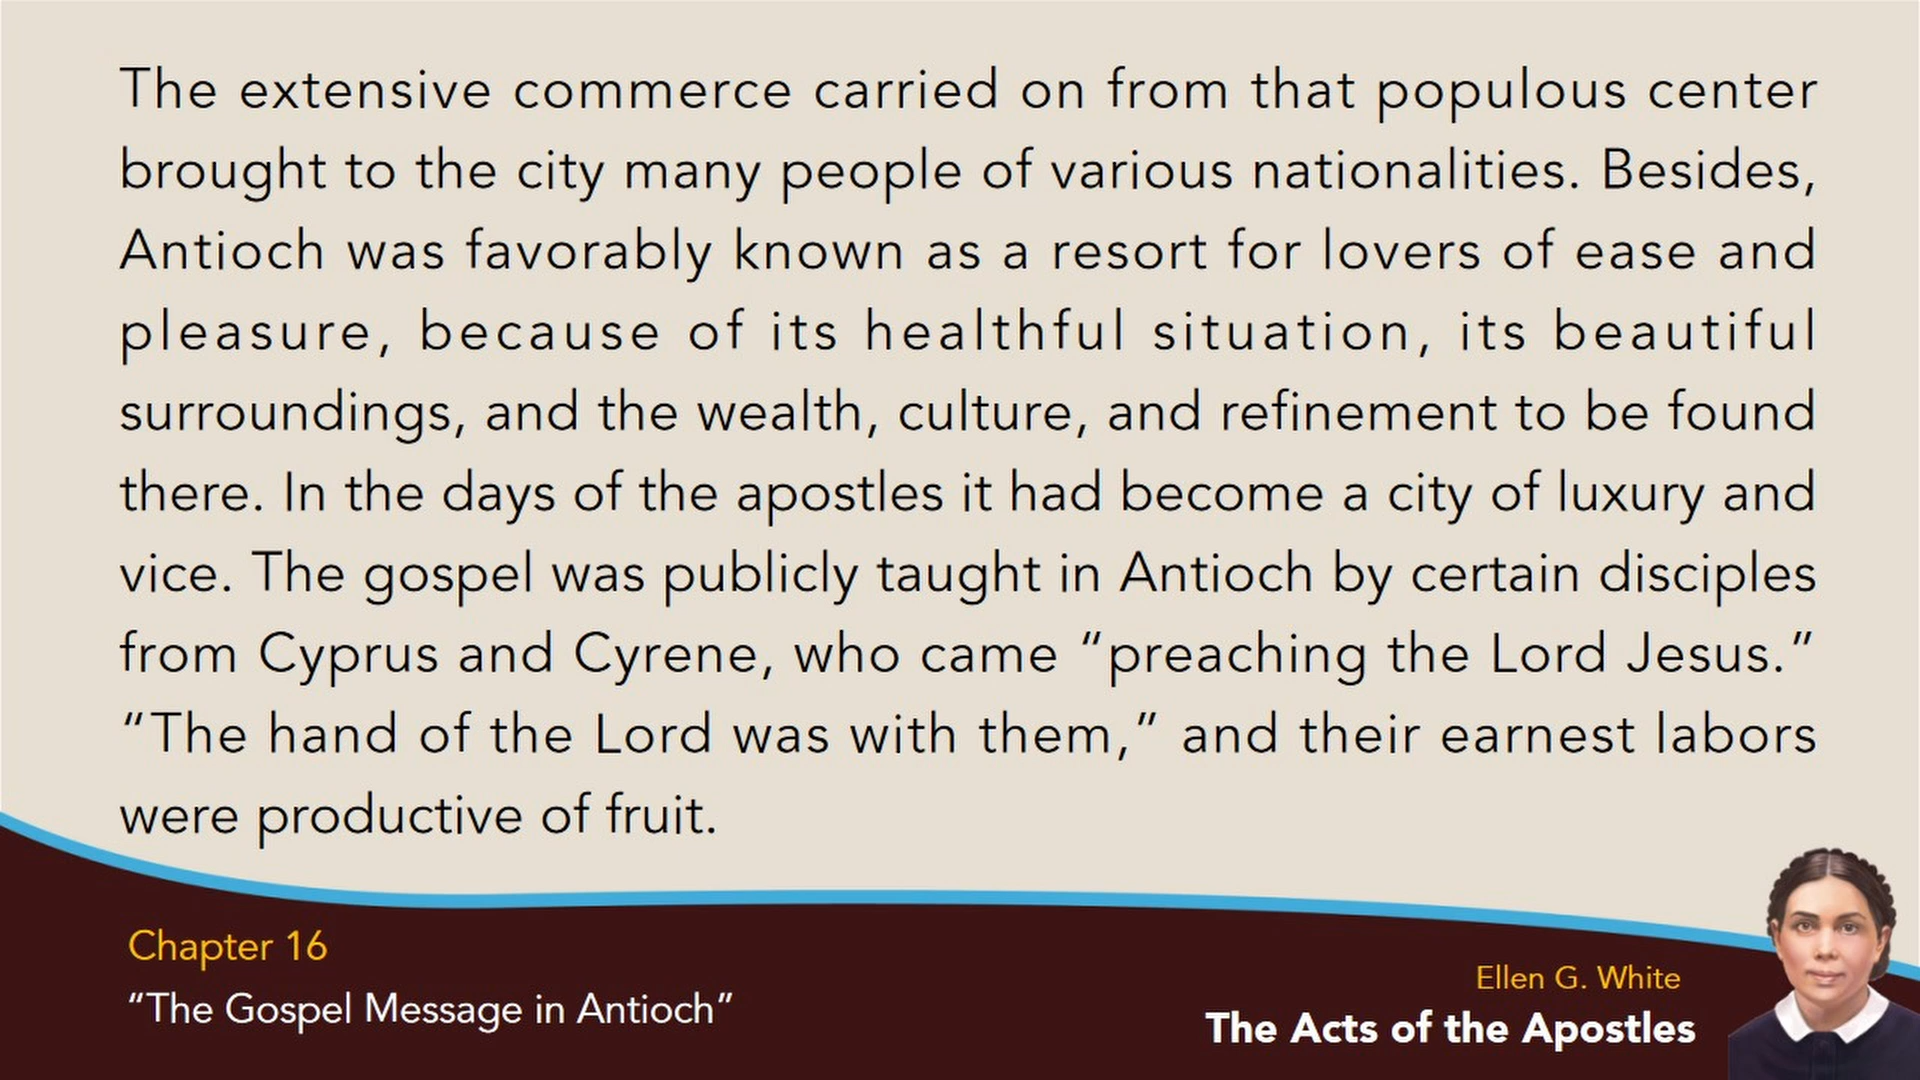 The extensive commerce carried on from that populous center
brought to the city many people of various nationalities. Besides,
Antioch was favorably known as a resort for lovers of ease and
pleasure, because of its healthful situation, its beautiful
surroundings, and the wealth, culture, and refinement to be found
there. In the days of the apostles it had become a city of luxury and
vice. The gospel was publicly taught in Antioch by certain disciples
from Cyprus and Cyrene, who came “preaching the Lord Jesus.”
“The hand of the Lord was with them,” and their earnest labors
were productive of fruit.
Chapter 16
“The Gospel Message in Antioch”
Ellen G. White
The Acts of the Apostles